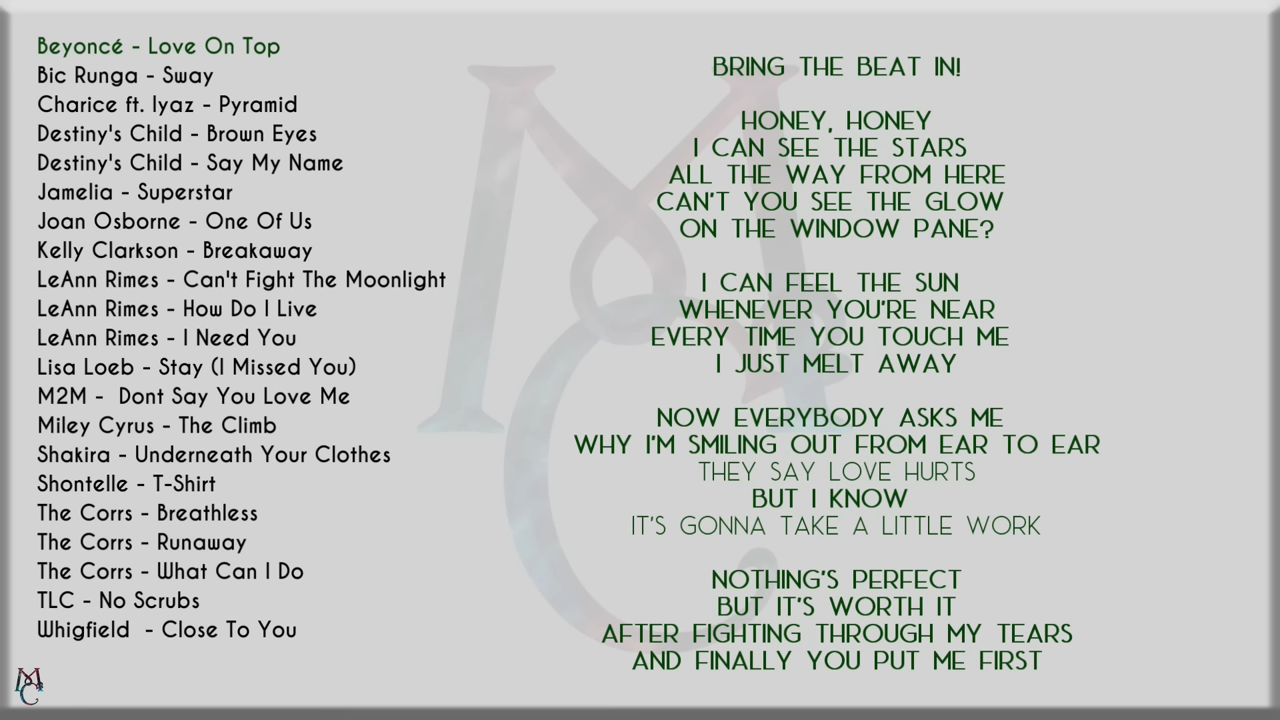 Beyoncé - Love On Top
Bic Runga - Sway
Charice ft. Iyaz - Pyramid
Destiny's Child - Brown Eyes
Destiny's Child - Say My Name
Jamelia - Superstar
Joan Osborne - One Of Us
Kelly Clarkson - Breakaway
LeAnn Rimes - Can't Fight The Moonlight
LeAnn Rimes - How Do I Live
LeAnn Rimes - I Need You
Lisa Loeb - Stay (I Missed You)
M2M -  Dont Say You Love Me
Miley Cyrus - The Climb
Shakira - Underneath Your Clothes
Shontelle - T-Shirt
The Corrs - Breathless
The Corrs - Runaway
The Corrs - What Can I Do
TLC - No Scrubs
Whigfield  - Close To You
BRING THE BEAT IN!
HONEY, HONEY
I CAN SEE THE STARS
ALL THE WAY FROM HERE
CAN'T YOU SEE THE GLOW
ON THE WINDOW PANE?
I CAN FEEL THE SUN
WHENEVER YOU'RE NEAR
EVERY TIME YOU TOUCH ME
I JUST MELT AWAY
NOW EVERYBODY ASKS ME
WHY I'M SMILING OUT FROM EAR TO EAR
THEY SAY LOVE HURTS
BUT I KNOW
IT'S GONNA TAKE A LITTLE WORK
NOTHING'S PERFECT
BUT IT'S WORTH IT
AFTER FIGHTING THROUGH MY TEARS
AND FINALLY YOU PUT ME FIRST
MC